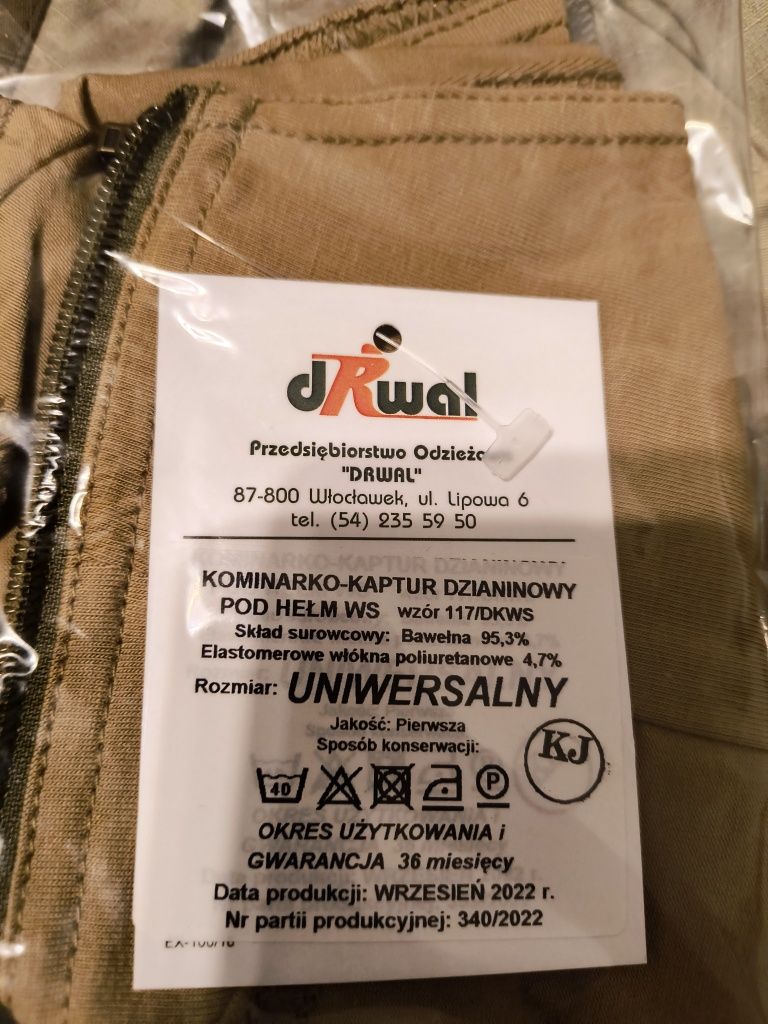 dRwal
Przedsiębiorstwo
"DRWAL"
87-800 Włocławek, ul. Lipowa 6
tel. (54) 235 59 50
KOMINARKO-KAPTUR DZIANINOWY
POD HEŁM WS wzór 117/DKWS
Skład surowcowy: Bawełna 95,3%
Elastomerowe włókna poliuretanowe 4,7%
Rozmiar: UNIWERSALNY
Jakość: Pierwsza
Sposób konserwacji:
KJ
40 P
OKRES UŻYTKOWANIA i
GWARANCJA 36 miesięcy
Data produkcji: WRZESIEŃ 2022 r.
Nr partii produkcyjnej: 340/2022